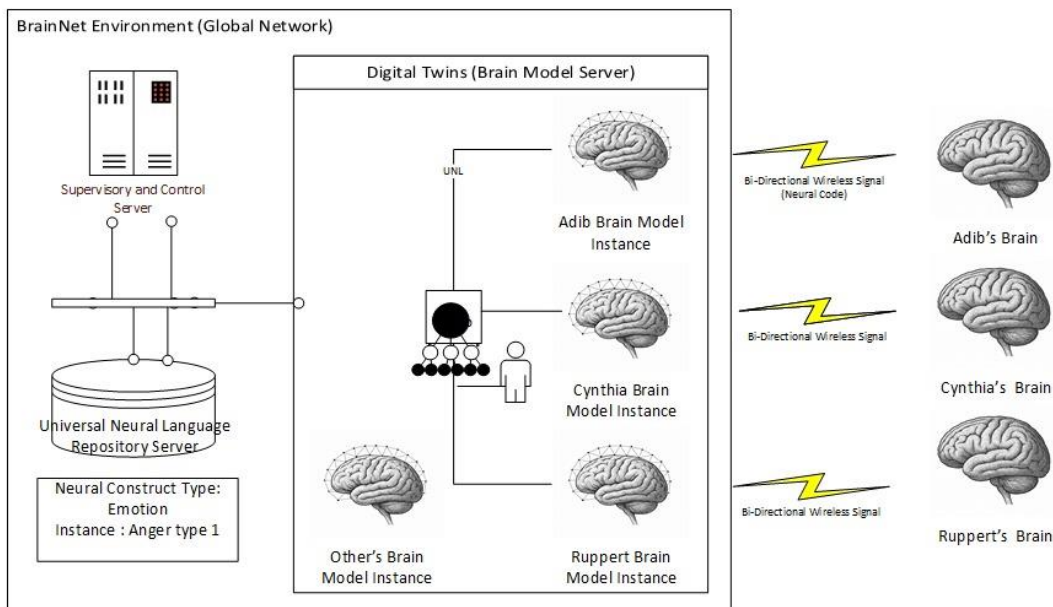 BrainNet Environment (Global Network)
Digital Twins (Brain Model Server)
Supervisory and Control
Server
UNL
Adib Brain Model
Instance
Bi-Directional Wireless Signal
(Neural Code)
Adib's Brain
Cynthia Brain
Model Instance
Bi-Directional Wireless Signal
Cynthia's Brain
Universal Neural Language
Repository Server
Neural Construct Type:
Emotion
Instance : Anger type 1
Other's Brain
Model Instance
Ruppert Brain
Model Instance
Bi-Directional Wireless Signal
Ruppert's Brain